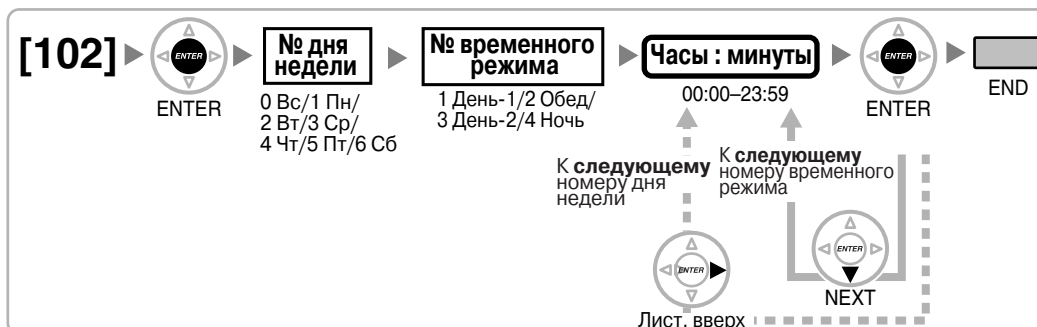 [102]
ENTER
ENTER
№ дня
недели
0 Вс/1 Пн/
2 Вт/3 Ср/
4 Чт/5 Пт/6 Сб
№ временного
режима
1 День-1/2 Обед/
3 День-2/4 Ночь
Часы : минуты
00:00–23:59
ENTER
ENTER
END
К следующему
номеру дня
недели
К следующему
номеру временного
режима
ENTER
ENTER
NEXT
Лист. вверх